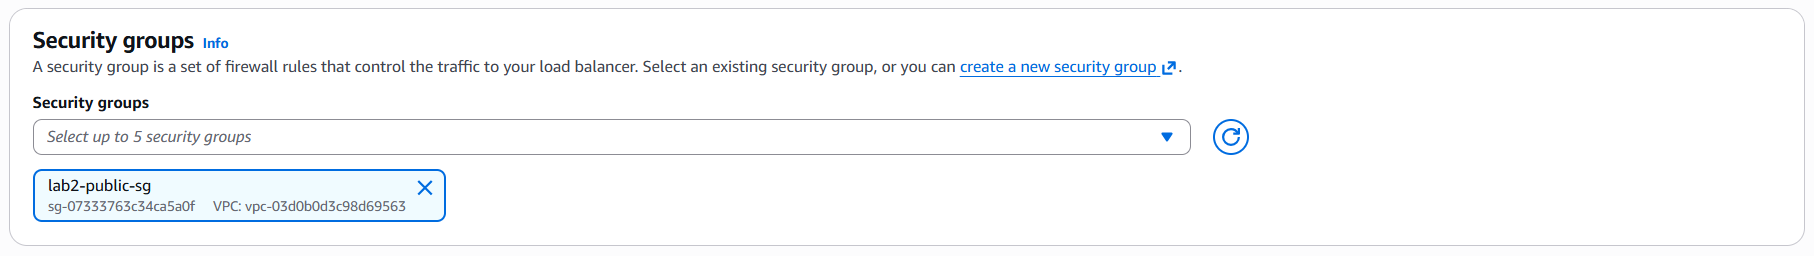 Security groups Info
A security group is a set of firewall rules that control the traffic to your load balancer. Select an existing security group, or you can create a new security group .
Security groups
Select up to 5 security groups
lab2-public-sg
sg-07333763c34ca5a0f VPC: vpc-03d0b0d3c98d69563